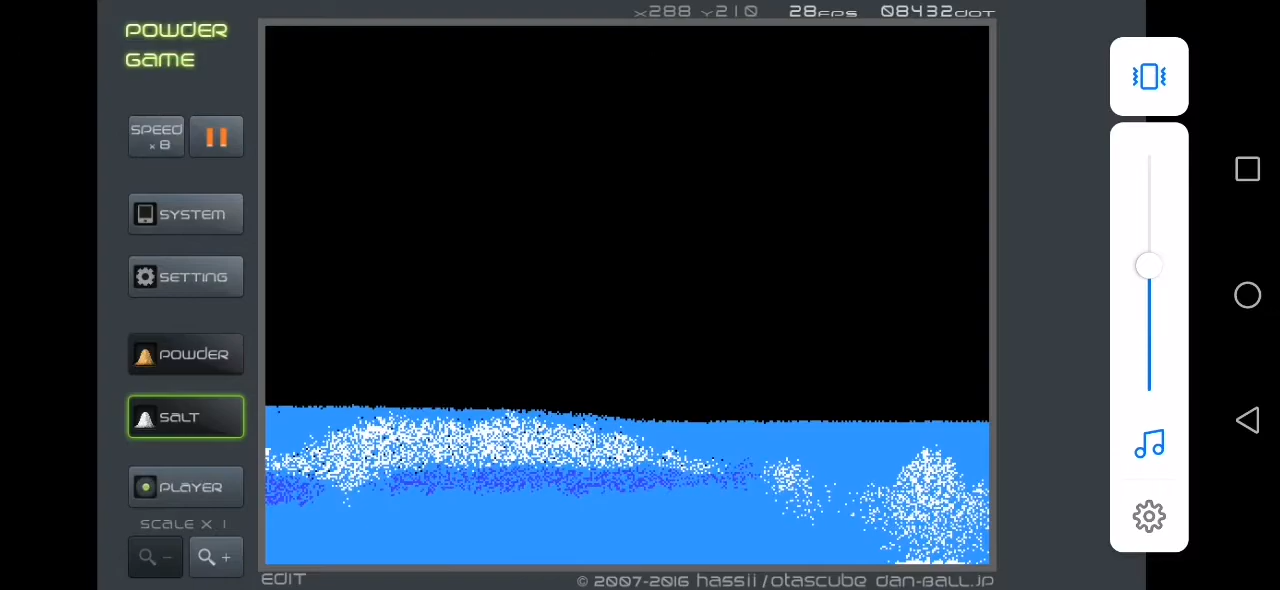 x288 y210 28FPS 08432DOT
POWDER
GAME
SPEED
x 8
SYSTEM
SETTING
POWDER
SALT
PLAYER
SCALE x 1
- +
EDIT
© 2007-2016 hassii/otascube dan-ball.jp